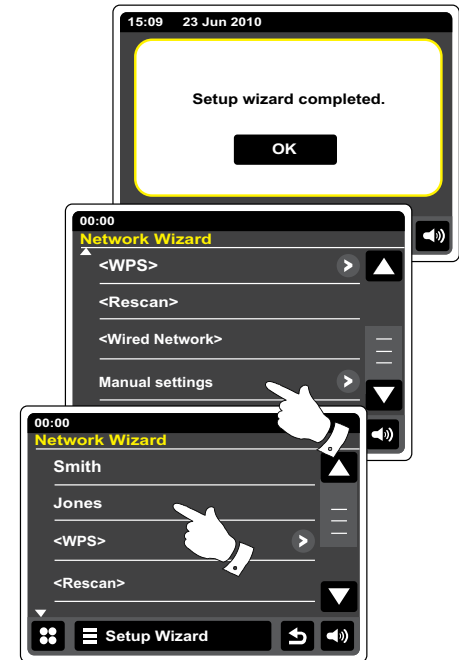 15:09 23 Jun 2010
Setup wizard completed.
OK
00:00
Network Wizard
<WPS>
<Rescan>
<Wired Network>
Manual settings
00:00
Network Wizard
Smith
Jones
<WPS>
<Rescan>
Setup Wizard